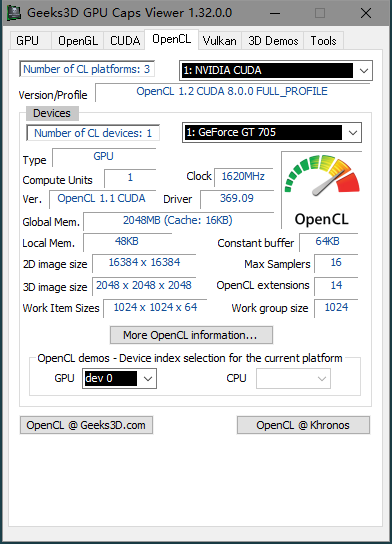 Geeks3D GPU Caps Viewer 1.32.0.0
GPU OpenGL CUDA OpenCL Vulkan 3D Demos Tools
Number of CL platforms: 3 1: NVIDIA CUDA
Version/Profile OpenCL 1.2 CUDA 8.0.0 FULL_PROFILE
Devices
Number of CL devices: 1 1: GeForce GT 705
Type GPU
Compute Units 1 Clock 1620MHz
Ver. OpenCL 1.1 CUDA Driver 369.09
Global Mem. 2048MB (Cache: 16KB)
OpenCL
Local Mem. 48KB Constant buffer 64KB
2D image size 16384 x 16384 Max Samplers 16
3D image size 2048 x 2048 x 2048 OpenCL extensions 14
Work Item Sizes 1024 x 1024 x 64 Work group size 1024
More OpenCL information...
OpenCL demos - Device index selection for the current platform
GPU dev 0 CPU
OpenCL @ Geeks3D.com OpenCL @ Khronos